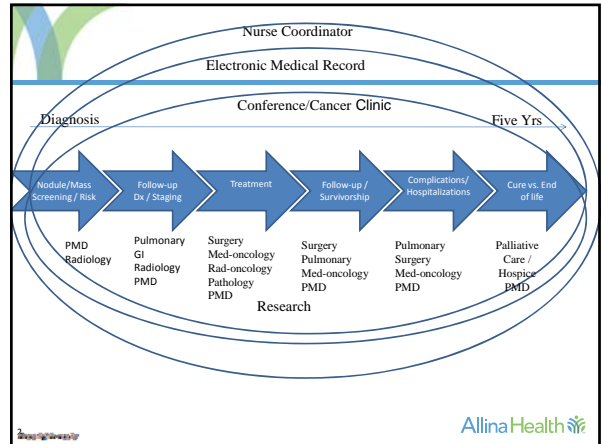 Nurse Coordinator
Electronic Medical Record
Conference/Cancer Clinic
Diagnosis
Five Yrs
Nodule/Mass
Screening / Risk
Follow-up
Dx / Staging
Treatment
Follow-up /
Survivorship
Complications/
Hospitalizations
Cure vs. End
of life
PMD
Radiology
Pulmonary
GI
Radiology
PMD
Surgery
Med-oncology
Rad-oncology
Pathology
PMD
Surgery
Pulmonary
Med-oncology
PMD
Pulmonary
Surgery
Med-oncology
PMD
Palliative
Care /
Hospice
PMD
Research
2
Allina Health